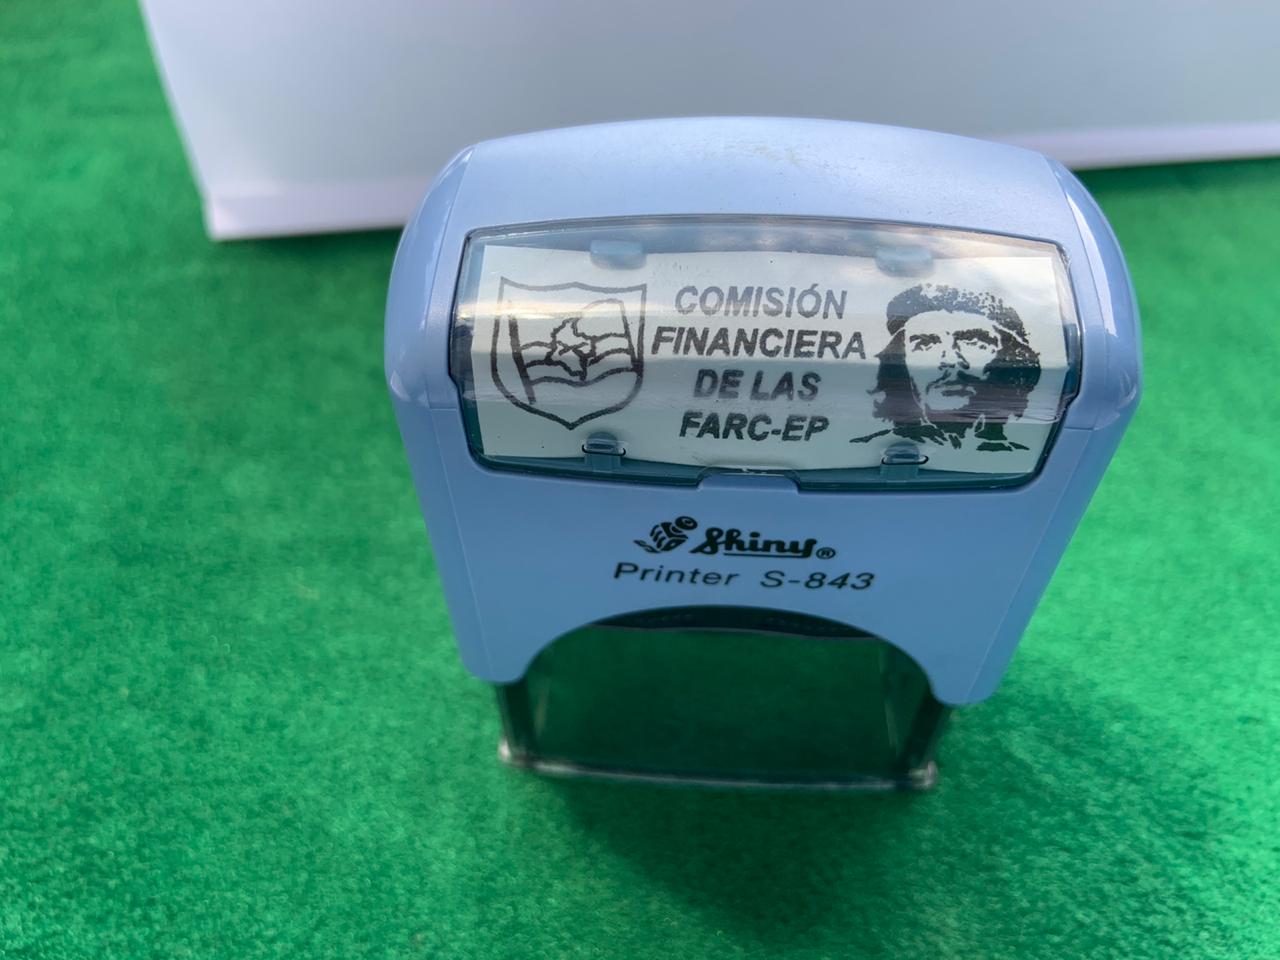 COMISIÓN
FINANCIERA
DE LAS
FARC-EP
Shiny®
Printer S-843